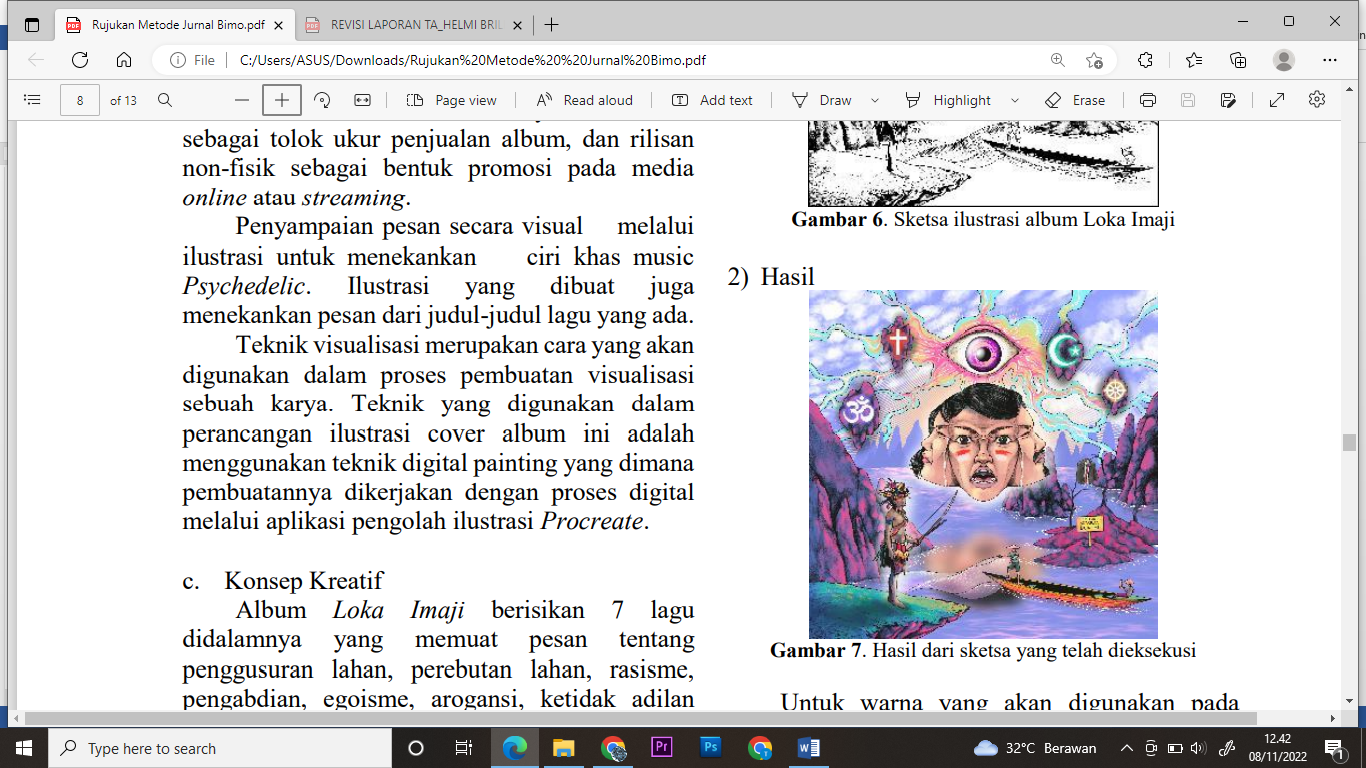 Rujukan Metode Jurnal Bimo.pdf
REVISI LAPORAN TA_HELMI BRIL
File
C:/Users/ASUS/Downloads/Rujukan%20Metode%20%20Jurnal%20Bimo.pdf
8
of 13
Page view
Read aloud
Add text
Draw
Highlight
Erase
sebagai tolok ukur penjualan album, dan rilisan
non-fisik sebagai bentuk promosi pada media
online atau streaming.
Penyampaian pesan secara visual melalui
ilustrasi untuk menekankan ciri khas music
Psychedelic. Ilustrasi yang dibuat juga
menekankan pesan dari judul-judul lagu yang ada.
Teknik visualisasi merupakan cara yang akan
digunakan dalam proses pembuatan visualisasi
sebuah karya. Teknik yang digunakan dalam
perancangan ilustrasi cover album ini adalah
menggunakan teknik digital painting yang dimana
pembuatannya dikerjakan dengan proses digital
melalui aplikasi pengolah ilustrasi Procreate.
c. Konsep Kreatif
Album Loka Imaji berisikan 7 lagu
didalamnya yang memuat pesan tentang
penggusuran lahan, perebutan lahan, rasisme,
pengabdian, egoisme, arogansi, ketidak adilan
Gambar 6. Sketsa ilustrasi album Loka Imaji
2) Hasil
Gambar 7. Hasil dari sketsa yang telah dieksekusi
Untuk warna yang akan digunakan pada
Type here to search
Pr
Ps
32°C Berawan
12.42
08/11/2022
1